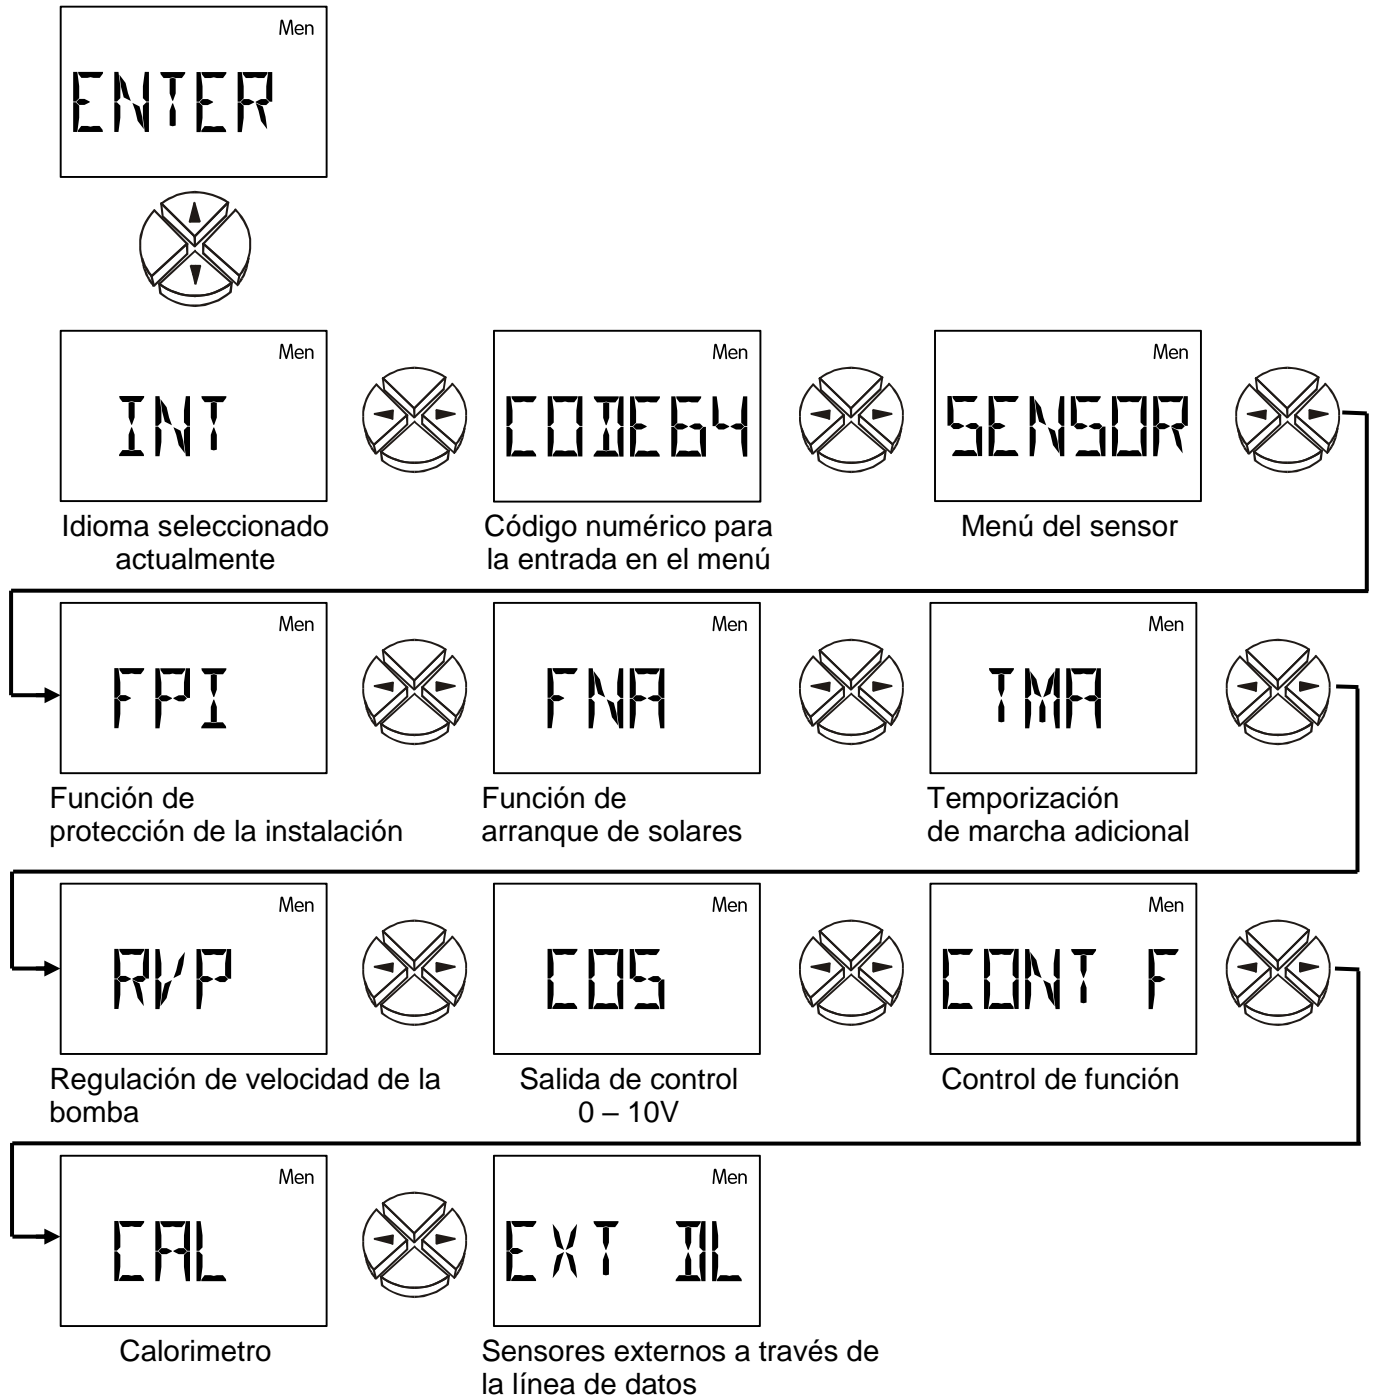 Men
ENTER
Men
INT
Men
CODE64
Men
SENSOR
Idioma seleccionado
actualmente
Código numérico para
la entrada en el menú
Menú del sensor
Men
FPI
Men
FNA
Men
TMA
Función de
protección de la instalación
Función de
arranque de solares
Temporización
de marcha adicional
Men
RVP
Men
COS
Men
CONT F
Regulación de velocidad de la
bomba
Salida de control
0 – 10V
Control de función
Men
CAL
Men
EXT DL
Calorimetro
Sensores externos a través de
la línea de datos